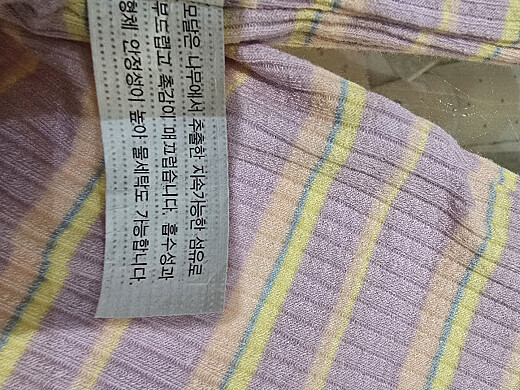 모달은 나무에서 추출한 지속가능한 섬유로
부드럽고 촉감이 매끄럽습니다. 흡수성과
형체 안정성이 높아 물세탁도 가능합니다.